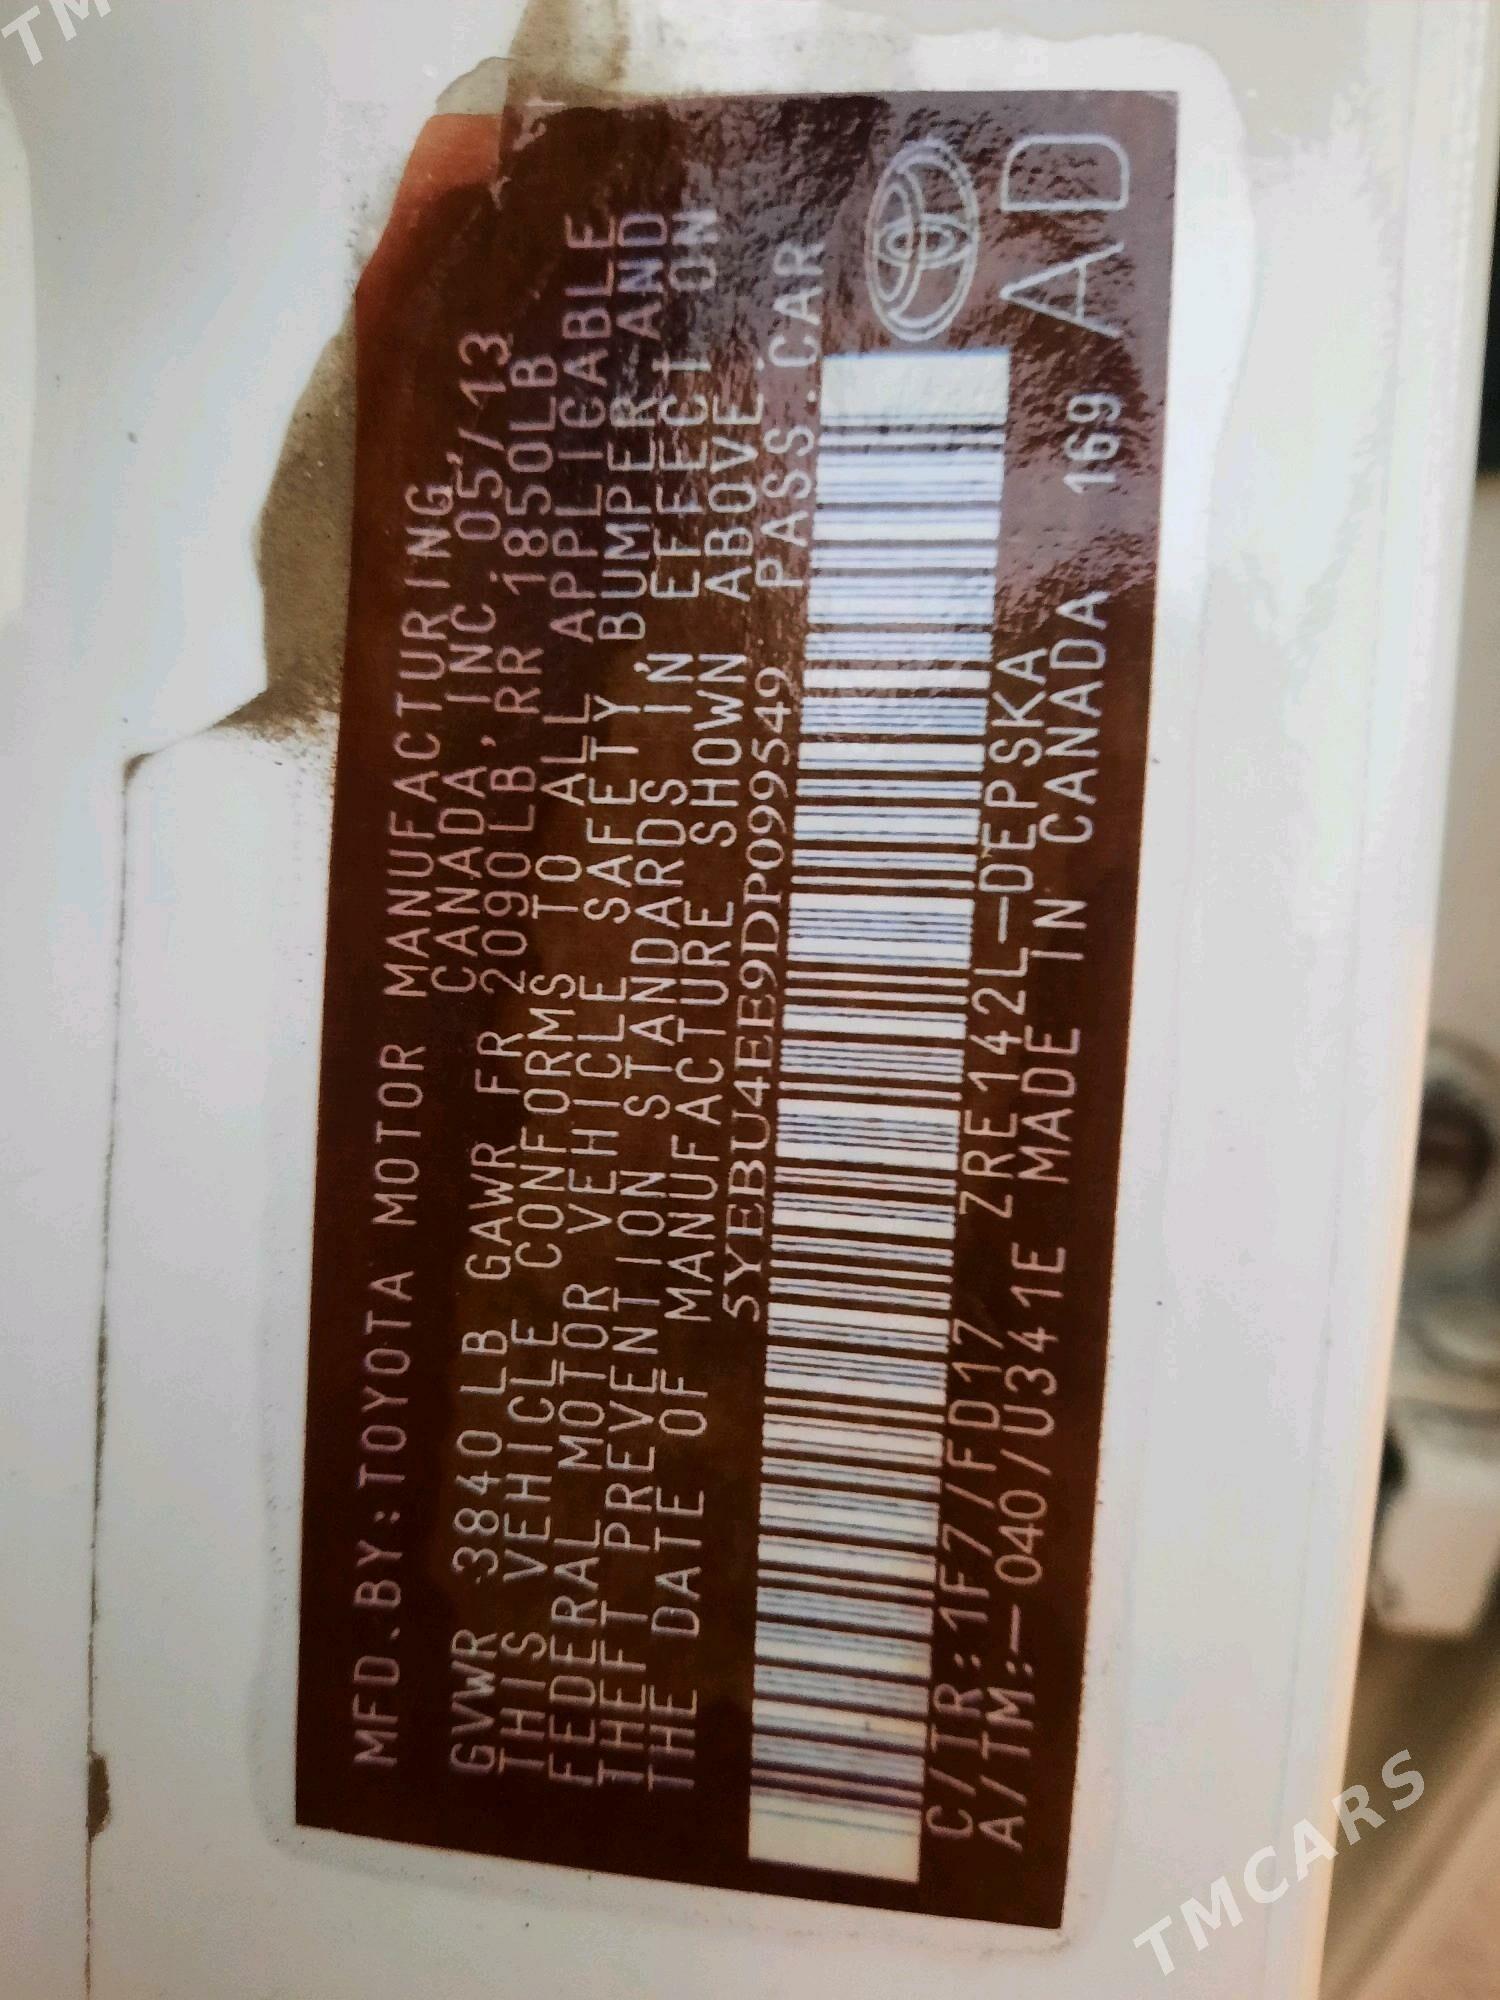 MFD.BY:TOYOTA MOTOR MANUFACTURING,
CANADA, INC. 05/13
GVWR 3840 LB GAWR FR 2090LB, RR 1850LB
THIS VEHICLE CONFORMS TO ALL APPLICABLE
FEDERAL MOTOR VEHICLE SAFETY, BUMPER, AND
THEFT PREVENTION STANDARDS IN EFFECT ON
THE DATE OF MANUFACTURE SHOWN ABOVE.
5YEBU4EE9DP099549 PASS.CAR
C/TR:1F7/FD17 ZRE142L-DEPSKA
A/TM:-040/U341E MADE IN CANADA 169
AD
TMCARS
TM